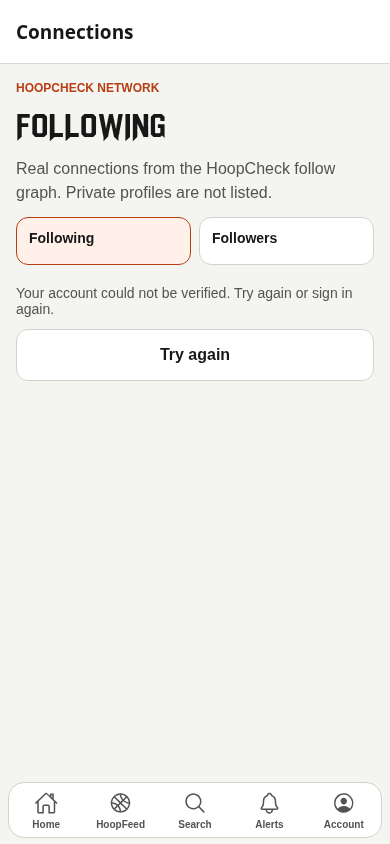 Connections
HOOPCHECK NETWORK
FOLLOWING
Real connections from the HoopCheck follow
graph. Private profiles are not listed.
Following
Followers
Your account could not be verified. Try again or sign in
again.
Try again
Home
HoopFeed
Search
Alerts
Account